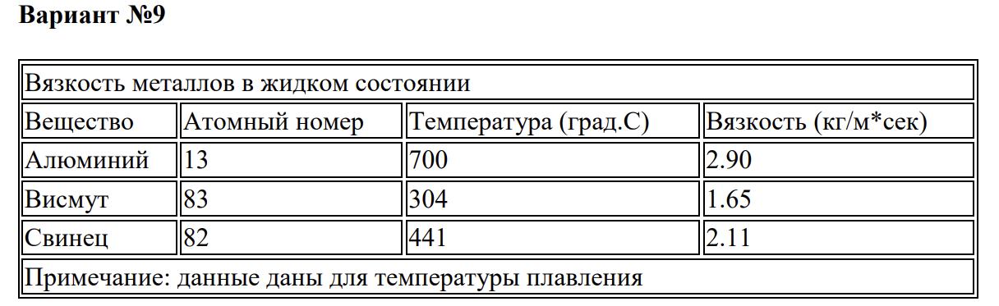 Вариант №9
Вязкость металлов в жидком состоянии
Вещество Атомный номер Температура (град.С) Вязкость (кг/м*сек)
Алюминий 13 700 2.90
Висмут 83 304 1.65
Свинец 82 441 2.11
Примечание: данные даны для температуры плавления